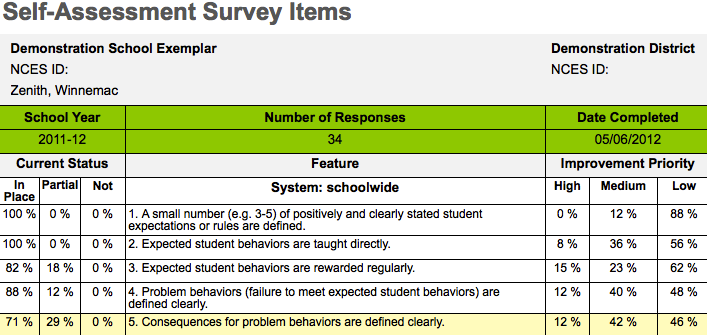 Self-Assessment Survey Items
Demonstration School Exemplar Demonstration District
NCES ID: NCES ID:
Zenith, Winnemac
School Year Number of Responses Date Completed
2011-12 34 05/06/2012
Current Status Feature Improvement Priority
In Place Partial Not System: schoolwide High Medium Low
100 % 0 % 0 % 1. A small number (e.g. 3-5) of positively and clearly stated student 0 % 12 % 88 %
expectations or rules are defined.
100 % 0 % 0 % 2. Expected student behaviors are taught directly. 8 % 36 % 56 %
82 % 18 % 0 % 3. Expected student behaviors are rewarded regularly. 15 % 23 % 62 %
88 % 12 % 0 % 4. Problem behaviors (failure to meet expected student behaviors) are 12 % 40 % 48 %
defined clearly.
71 % 29 % 0 % 5. Consequences for problem behaviors are defined clearly. 12 % 42 % 46 %